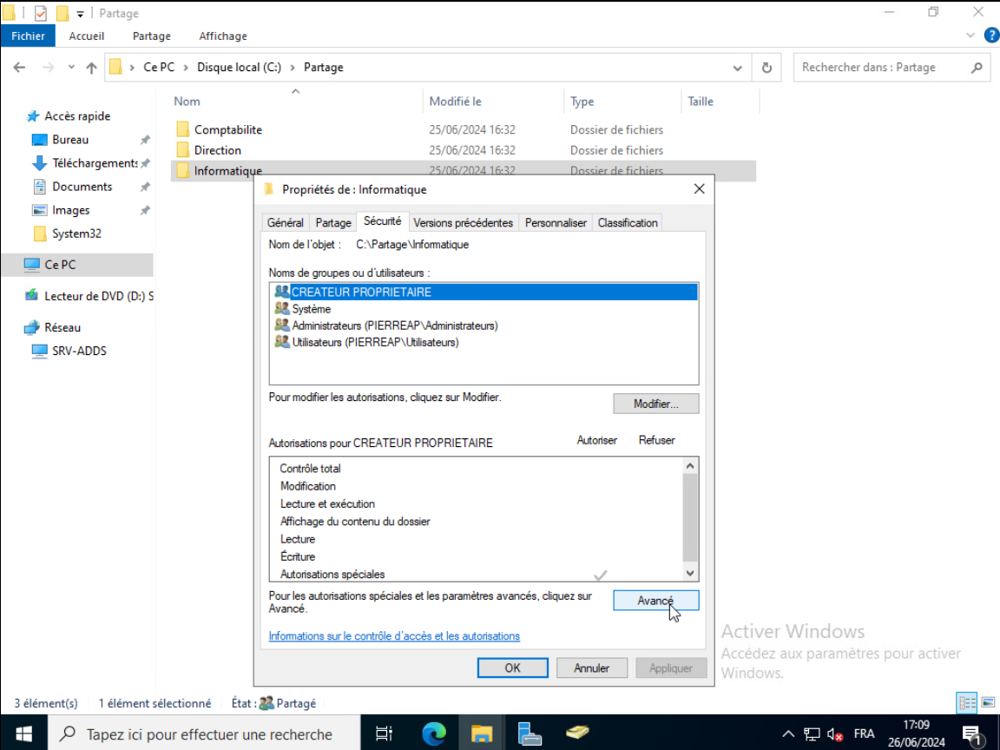 Partage
Fichier Accueil Partage Affichage
Ce PC Disque local (C:) Partage Rechercher dans : Partage
Nom Modifié le Type Taille
Accès rapide
Bureau
Téléchargements
Documents
Images
System32
Ce PC
Lecteur de DVD (D:) S
Réseau
SRV-ADDS
Comptabilite 25/06/2024 16:32 Dossier de fichiers
Direction 25/06/2024 16:32 Dossier de fichiers
Informatique 25/06/2024 16:32 Dossier de fichiers
Propriétés de : Informatique
Général Partage Sécurité Versions précédentes Personnaliser Classification
Nom de l'objet : C:\Partage\Informatique
Noms de groupes ou d'utilisateurs :
CREATEUR PROPRIETAIRE
Système
Administrateurs (PIERREAP\Administrateurs)
Utilisateurs (PIERREAP\Utilisateurs)
Pour modifier les autorisations, cliquez sur Modifier.
Modifier...
Autorisations pour CREATEUR PROPRIETAIRE Autoriser Refuser
Contrôle total
Modification
Lecture et exécution
Affichage du contenu du dossier
Lecture
Écriture
Autorisations spéciales
Pour les autorisations spéciales et les paramètres avancés, cliquez sur
Avancé.
Avancé
Informations sur le contrôle d'accès et les autorisations
OK Annuler Appliquer
Activer Windows
Accédez aux paramètres pour activer
Windows.
3 élément(s) 1 élément sélectionné État : Partagé
Tapez ici pour effectuer une recherche
FRA
17:09
26/06/2024
1